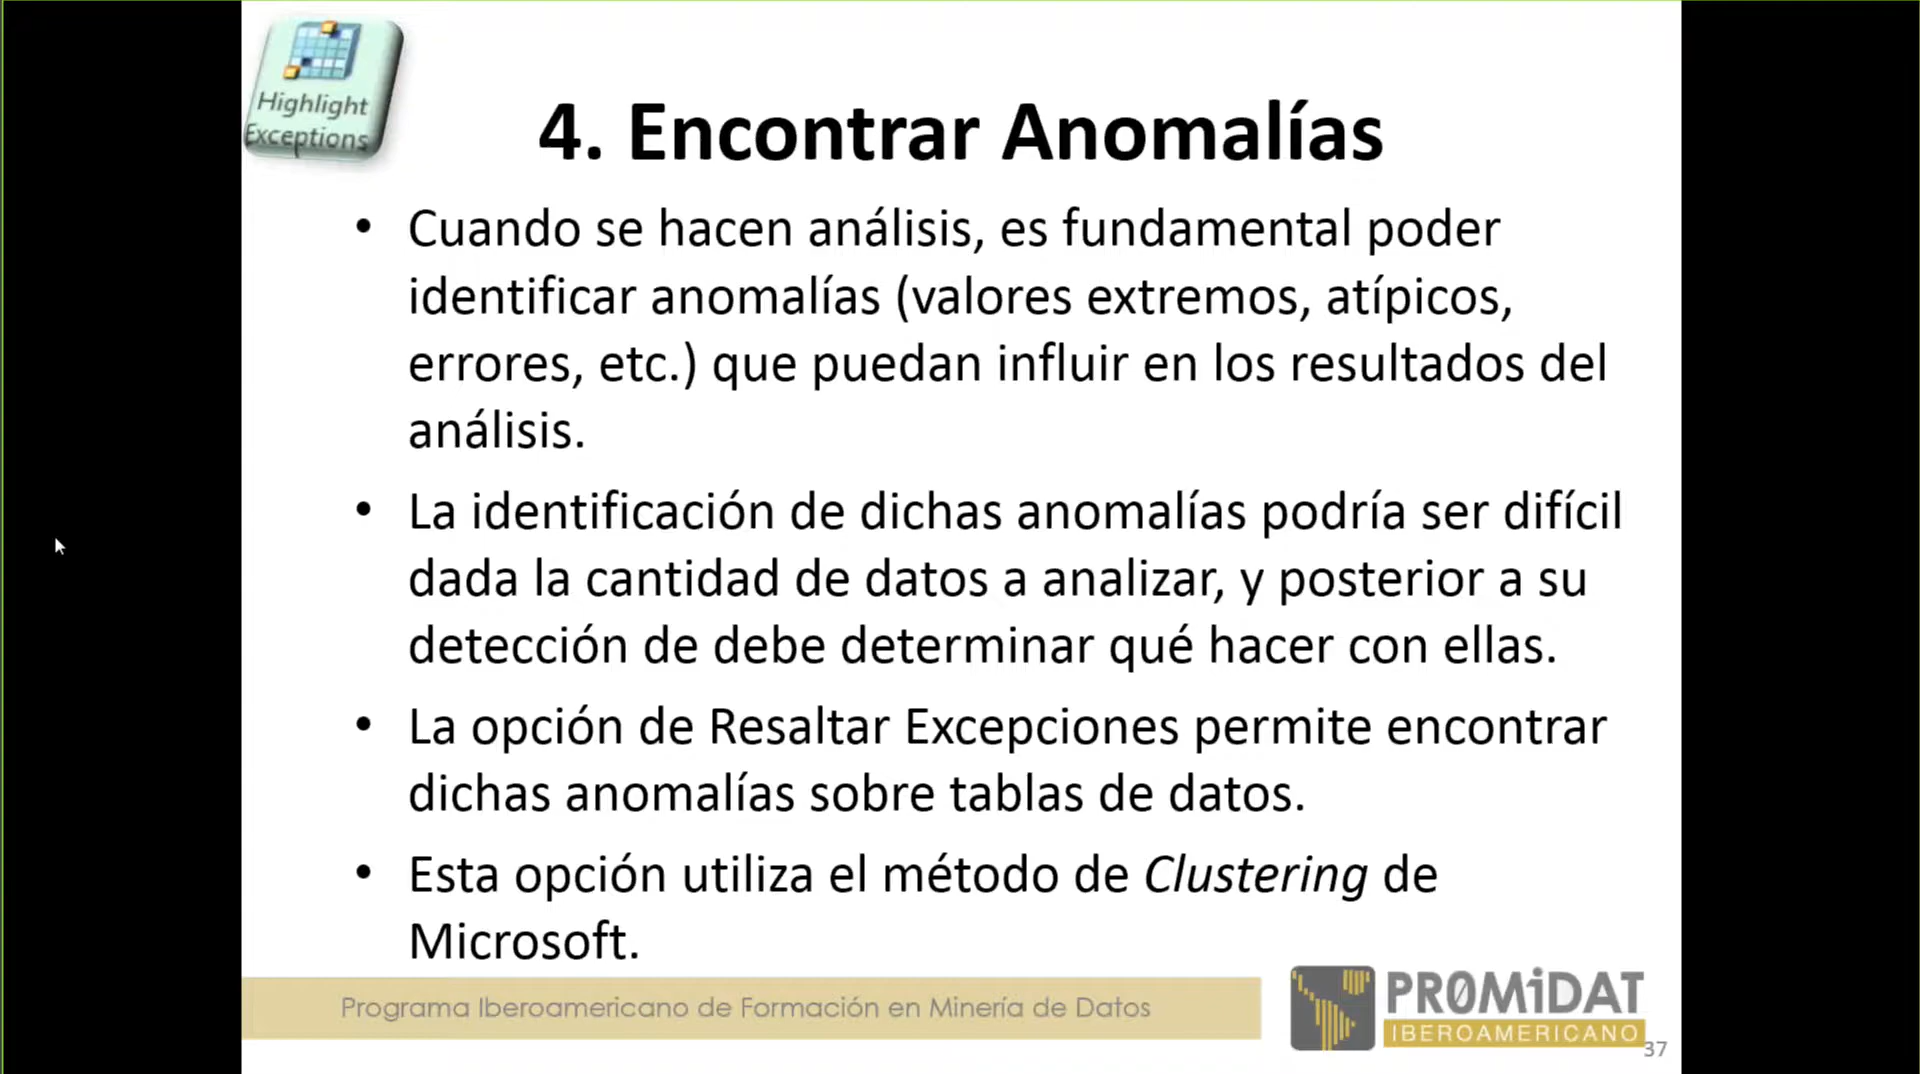 Highlight
Exceptions
4. Encontrar Anomalías
• Cuando se hacen análisis, es fundamental poder
identificar anomalías (valores extremos, atípicos,
errores, etc.) que puedan influir en los resultados del
análisis.
• La identificación de dichas anomalías podría ser difícil
dada la cantidad de datos a analizar, y posterior a su
detección de debe determinar qué hacer con ellas.
• La opción de Resaltar Excepciones permite encontrar
dichas anomalías sobre tablas de datos.
• Esta opción utiliza el método de Clustering de
Microsoft.
Programa Iberoamericano de Formación en Minería de Datos
PR0MiDAT
IBEROAMERICANO
37